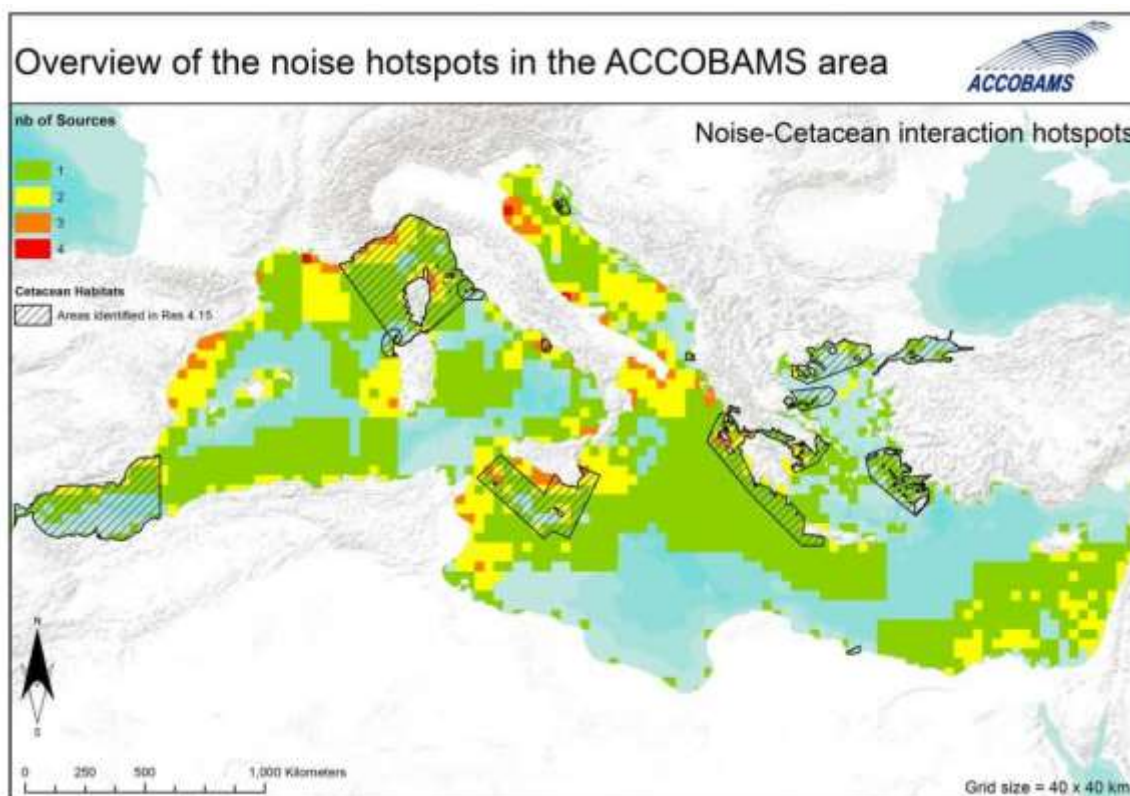 Overview of the noise hotspots in the ACCOBAMS area
ACCOBAMS
nb of Sources
Noise-Cetacean interaction hotspots
1
2
3
4
Cetacean Habitats
Areas identified in Res 4.15
N
S
0 250 500 1,000 Kilometers
Grid size = 40 x 40 km